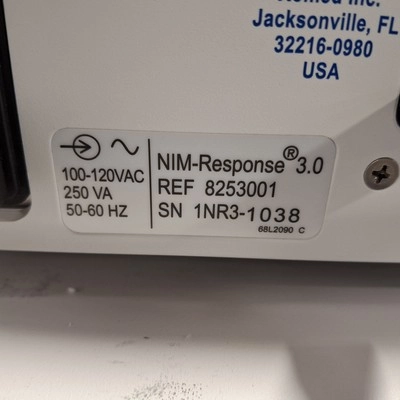 Inc.
Jacksonville, FL
32216-0980
USA
100-120VAC
250 VA
50-60 HZ
NIM-Response® 3.0
REF 8253001
SN 1NR3-1038
68L2090 C